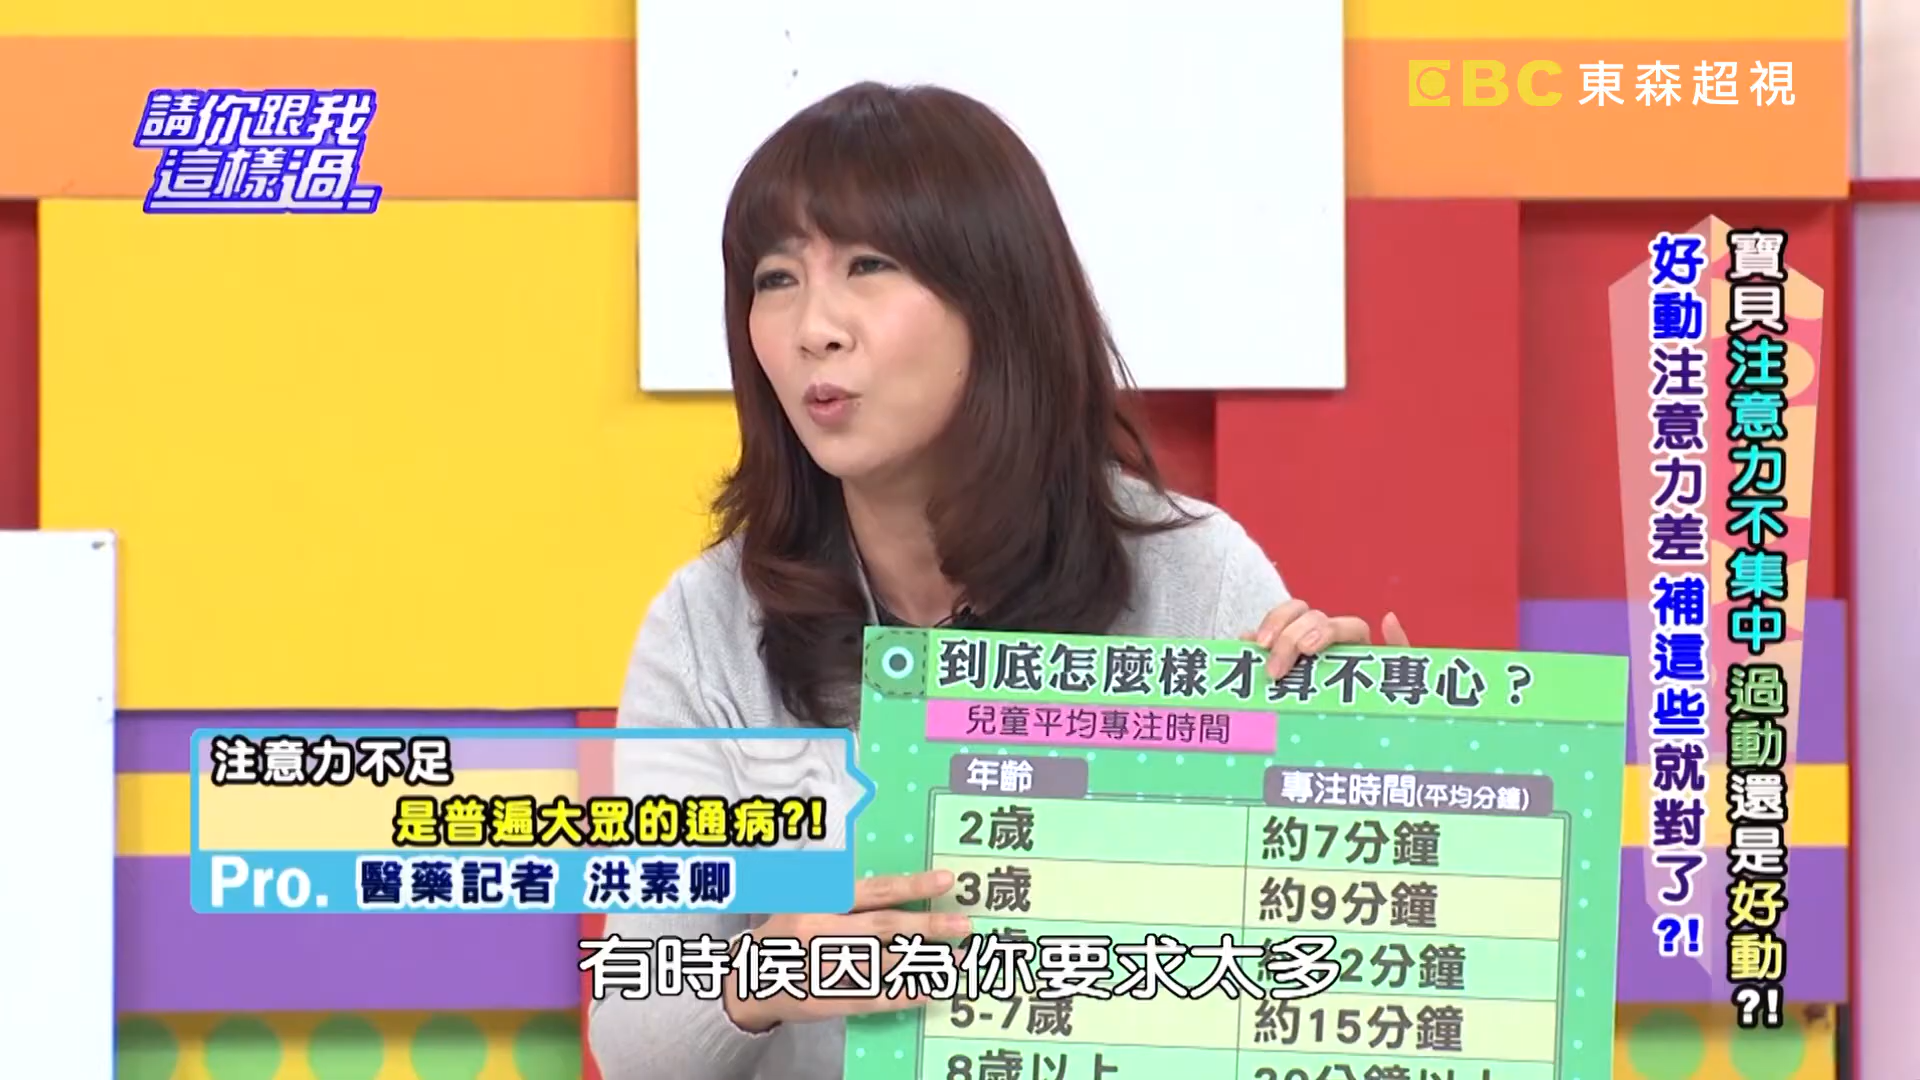 請你跟我
這樣過
EBC 東森超視
寶貝注意力不集中 過動還是好動?!
好動注意力差 補這些就對了?!
到底怎麼樣才算不專心？
兒童平均專注時間
年齡 專注時間(平均分鐘)
2歲 約7分鐘
3歲 約9分鐘
2分鐘
5-7歲 約15分鐘
8歲以上
注意力不足
是普遍大眾的通病?!
Pro. 醫藥記者 洪素卿
有時候因為你要求太多